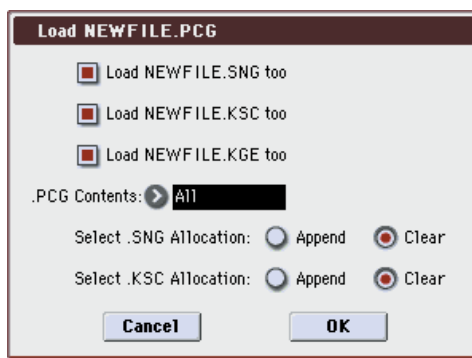 Load NEWFILE.PCG
Load NEWFILE.SNG too
Load NEWFILE.KSC too
Load NEWFILE.KGE too
.PCG Contents: All
Select .SNG Allocation: Append Clear
Select .KSC Allocation: Append Clear
Cancel OK